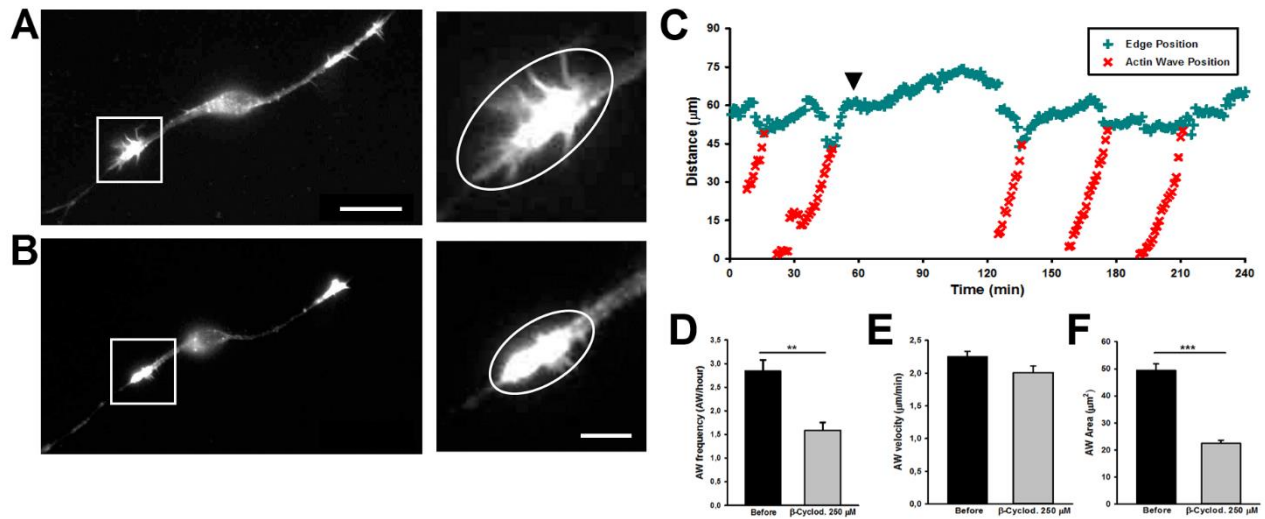 A
B
C
Distance (µm)
90
75
60
45
30
15
0
0 30 60 90 120 150 180 210 240
Time (min)
Edge Position
Actin Wave Position
D
AW frequency (AW/hour)
3,5
3,0
2,5
2,0
1,5
1,0
0,5
0,0
**
Before β-Cyclod. 250 µM
E
AW velocity (µm/min)
2,5
2,0
1,5
1,0
0,5
0,0
Before β-Cyclod. 250 µM
F
AW Area (µm²)
60
50
40
30
20
10
0
***
Before β-Cyclod. 250 µM